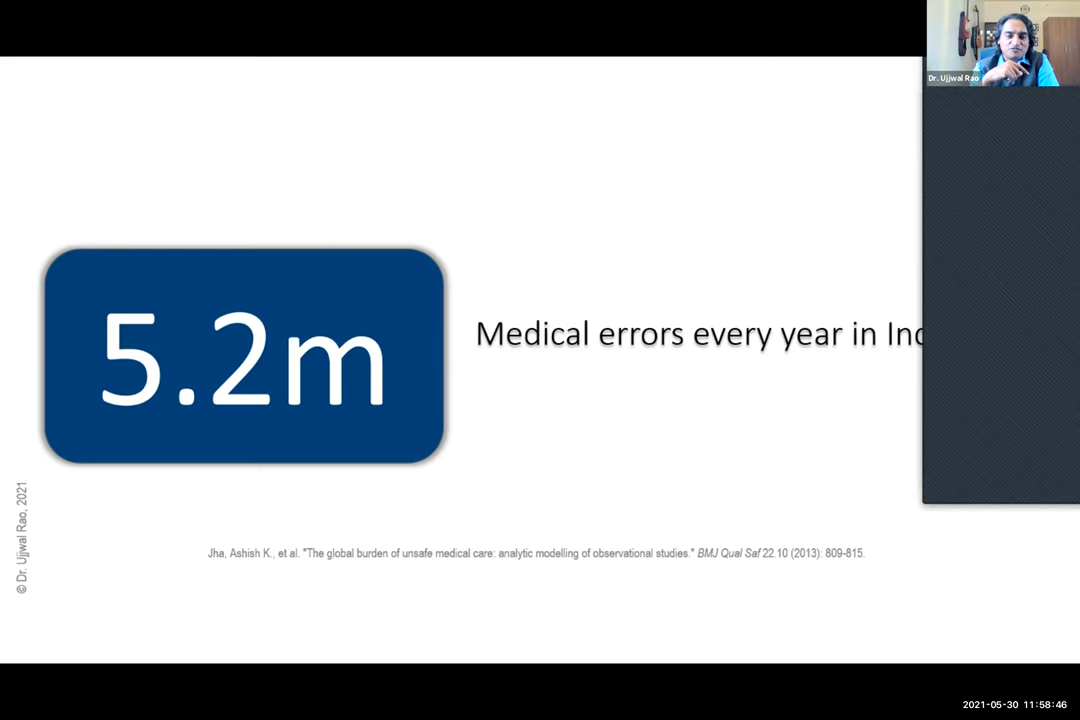 Dr. Ujjwal Rao
5.2m
Medical errors every year in
© Dr. Ujjwal Rao, 2021
Jha, Ashish K., et al. "The global burden of unsafe medical care: analytic modelling of observational studies." BMJ Qual Saf 22.10 (2013): 809-815.
2021-05-30 11:58:46